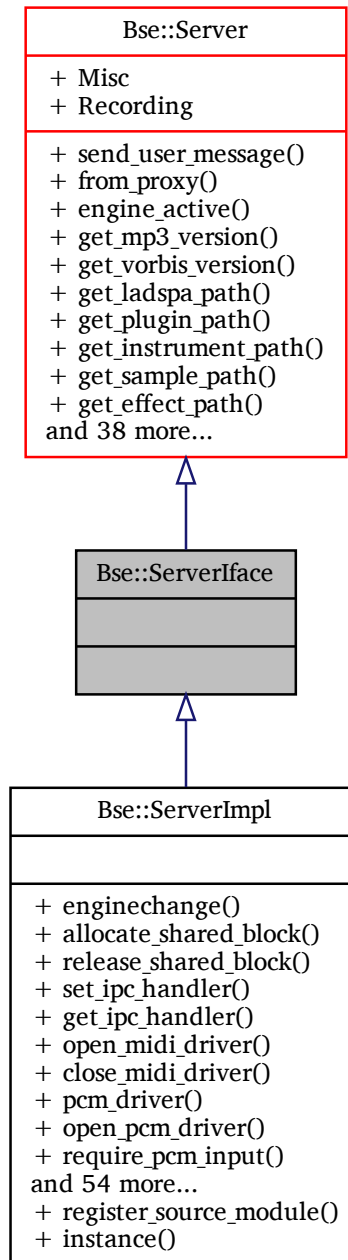 Bse::Server
+ Misc
+ Recording
+ send_user_message()
+ from_proxy()
+ engine_active()
+ get_mp3_version()
+ get_vorbis_version()
+ get_ladspa_path()
+ get_plugin_path()
+ get_instrument_path()
+ get_sample_path()
+ get_effect_path()
and 38 more...
Bse::ServerIface
Bse::ServerImpl
+ enginechange()
+ allocate_shared_block()
+ release_shared_block()
+ set_ipc_handler()
+ get_ipc_handler()
+ open_midi_driver()
+ close_midi_driver()
+ pcm_driver()
+ open_pcm_driver()
+ require_pcm_input()
and 54 more...
+ register_source_module()
+ instance()